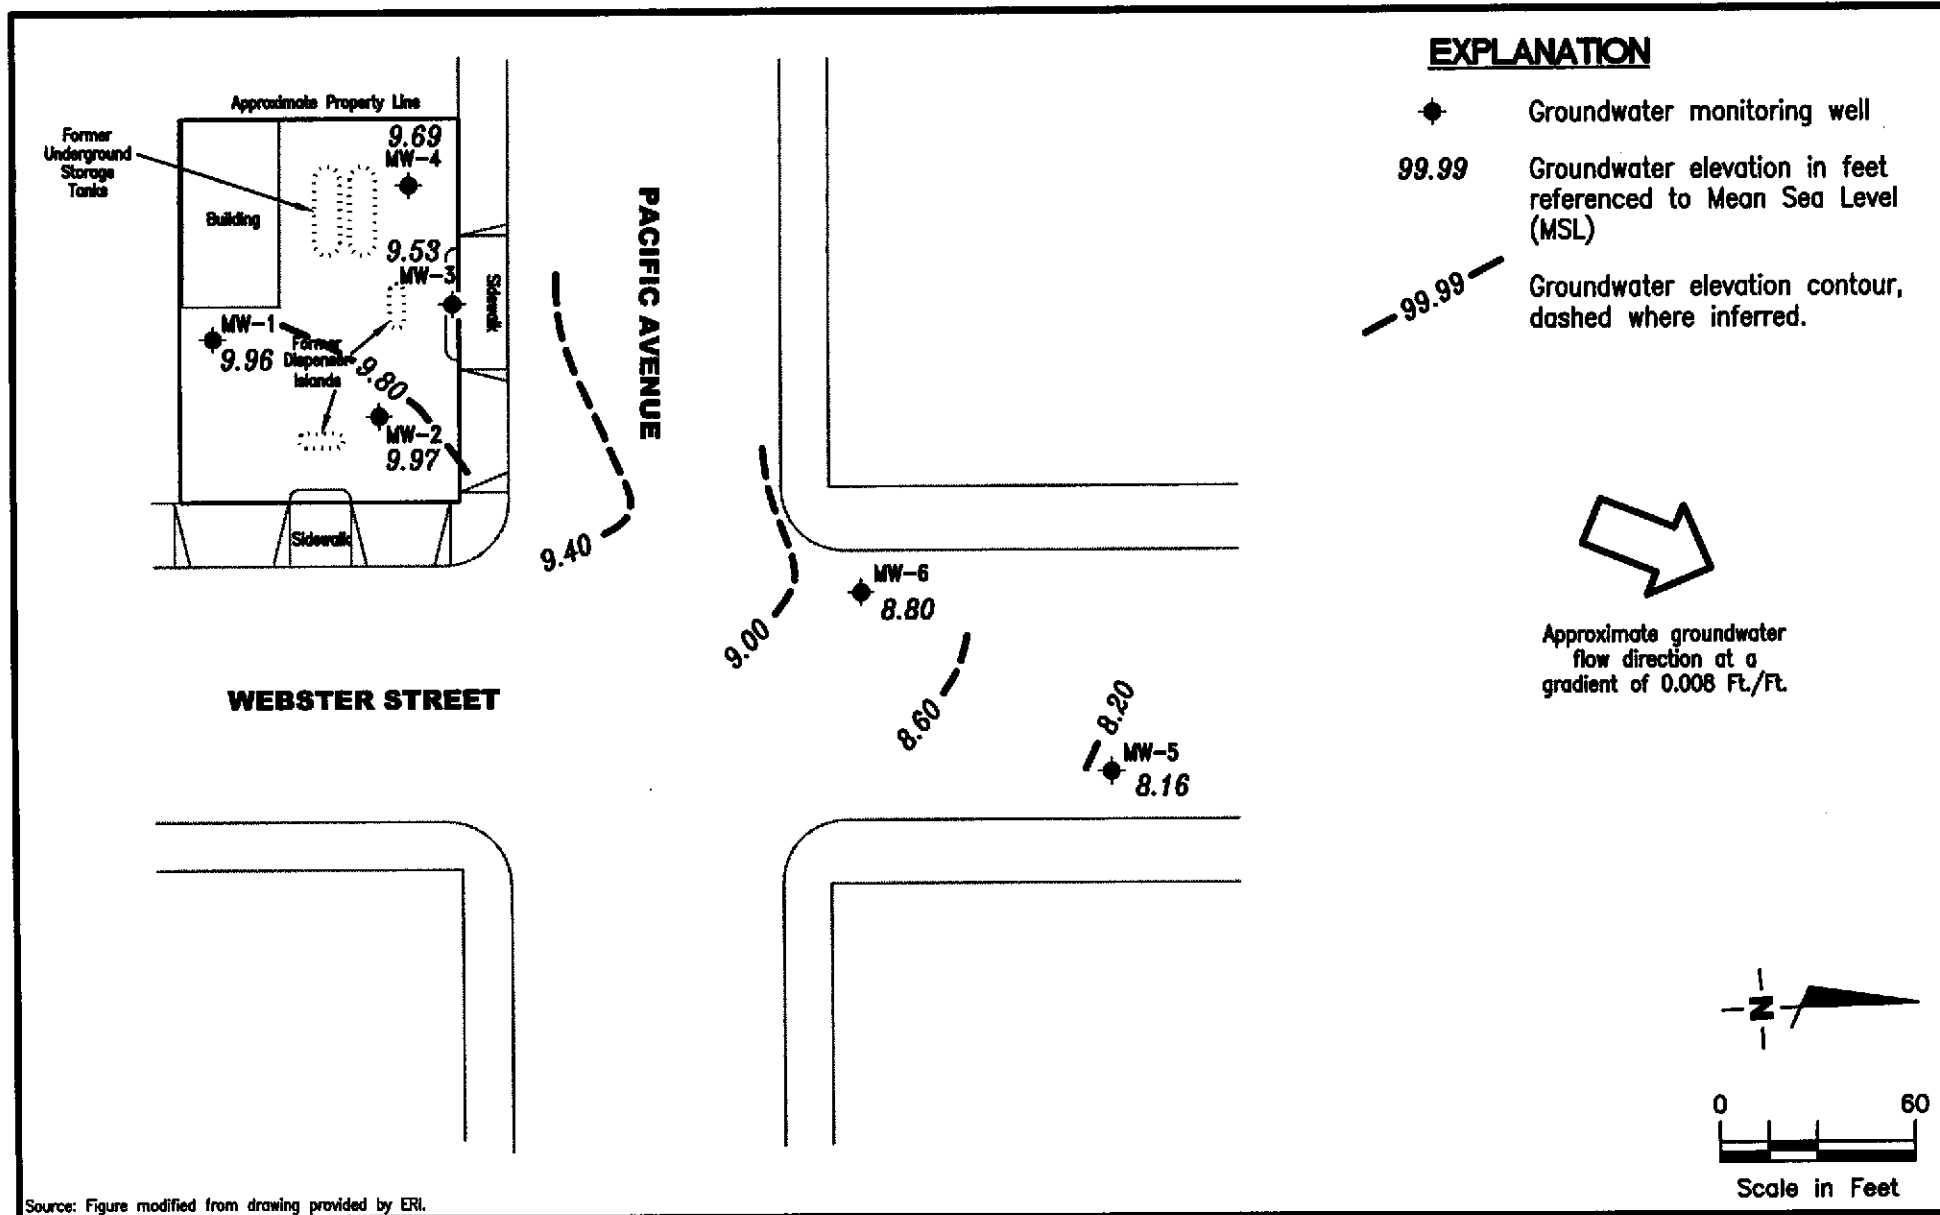 EXPLANATION
Groundwater monitoring well
99.99
Groundwater elevation in feet
referenced to Mean Sea Level
(MSL)
99.99
Groundwater elevation contour,
dashed where inferred.
Approximate Property Line
Former
Underground
Storage
Tanks
Building
9.69
MW-4
9.53
MW-3
Sidewalk
MW-1
9.96
Former
Dispenser
Islands
9.80
MW-2
9.97
Sidewalk
PACIFIC AVENUE
9.40
9.00
MW-6
8.80
8.60
8.20
MW-5
8.16
WEBSTER STREET
Approximate groundwater
flow direction at a
gradient of 0.008 Ft./Ft.
N
0 60
Scale in Feet
Source: Figure modified from drawing provided by ERI.